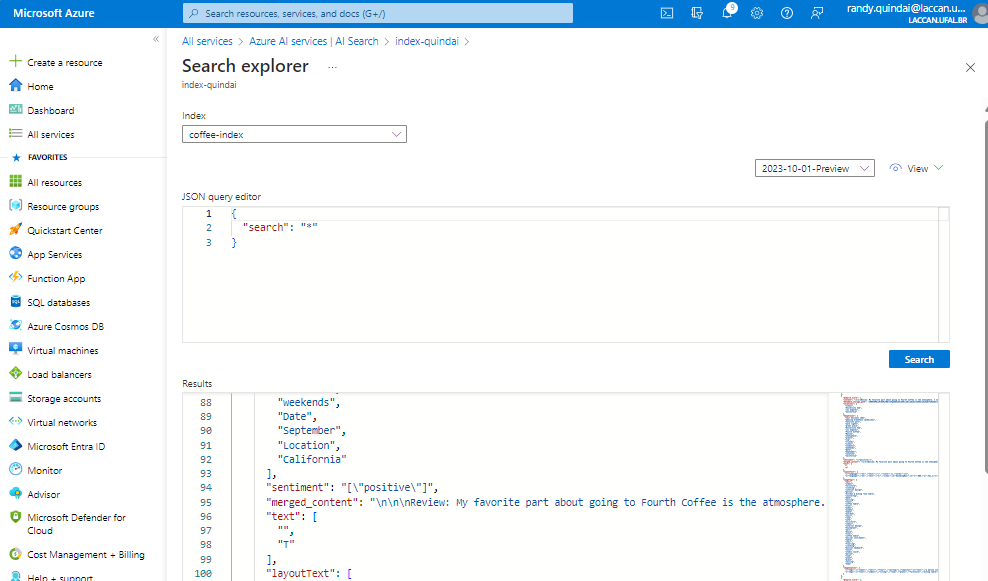 Microsoft Azure
Search resources, services, and docs (G+/)
9
randy.quindai@laccan.u...
LACCAN.UFAL.BR
«
Create a resource
Home
Dashboard
All services
FAVORITES
All resources
Resource groups
Quickstart Center
App Services
Function App
SQL databases
Azure Cosmos DB
Virtual machines
Load balancers
Storage accounts
Virtual networks
Microsoft Entra ID
Monitor
Advisor
Microsoft Defender for
Cloud
Cost Management + Billing
Help + support
All services > Azure AI services | AI Search > index-quindai >
Search explorer ...
index-quindai
Index
coffee-index
2023-10-01-Preview
View
JSON query editor
1 {
2 "search": "*"
3 }
Search
Results
88 "weekends",
89 "Date",
90 "September",
91 "Location",
92 "California"
93 ],
94 "sentiment": "[\"positive\"]",
95 "merged_content": "\n\n\nReview: My favorite part about going to Fourth Coffee is the atmosphere.
96 "text": [
97 "",
98 "T"
99 ],
100 "layoutText": [